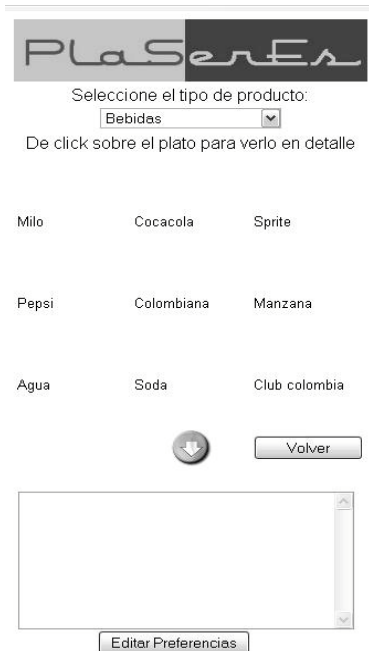 PLaSerEs
Seleccione el tipo de producto:
Bebidas
De click sobre el plato para verlo en detalle
Milo Cocacola Sprite
Pepsi Colombiana Manzana
Agua Soda Club colombia
Volver
Editar Preferencias